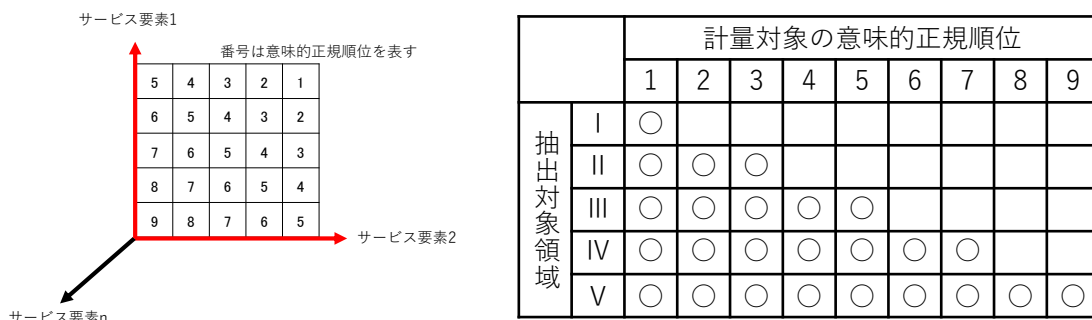 サービス要素1
番号は意味的正規順位を表す
5 4 3 2 1
6 5 4 3 2
7 6 5 4 3
8 7 6 5 4
9 8 7 6 5
サービス要素2
サービス要素n
計量対象の意味的正規順位
1 2 3 4 5 6 7 8 9
抽出対象領域
I ○
II ○ ○ ○
III ○ ○ ○ ○ ○
IV ○ ○ ○ ○ ○ ○ ○
V ○ ○ ○ ○ ○ ○ ○ ○ ○